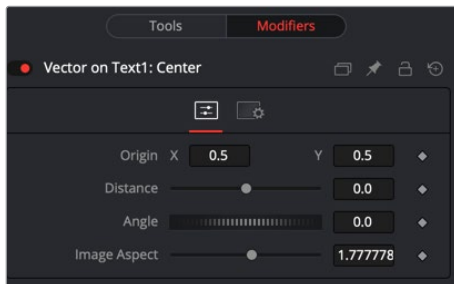 Tools Modifiers
Vector on Text1: Center
Origin X 0.5 Y 0.5
Distance 0.0
Angle 0.0
Image Aspect 1.777778